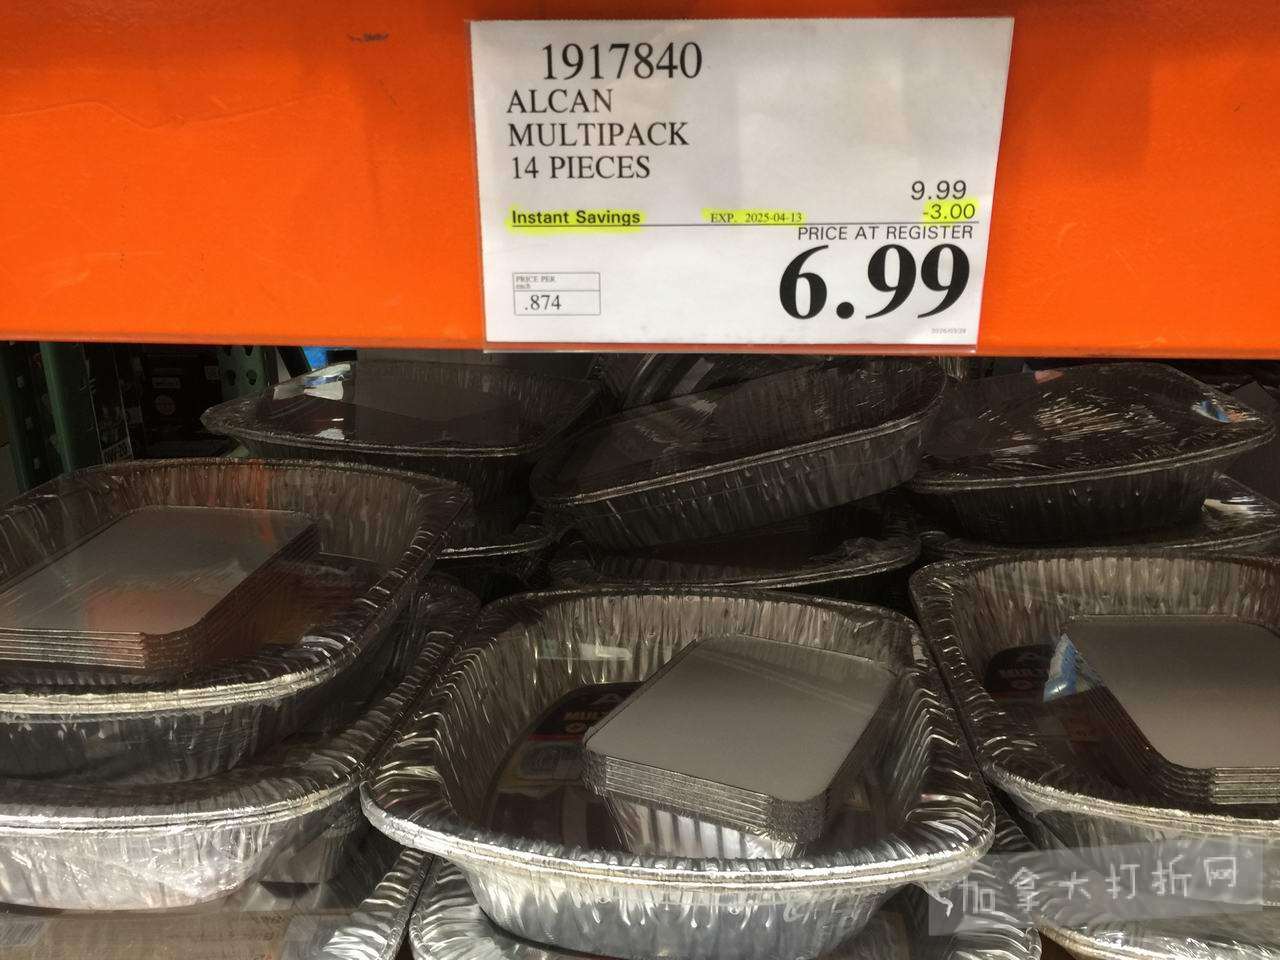 1917840
ALCAN
MULTIPACK
14 PIECES
9.99
Instant Savings EXP. 2025-04-13 -3.00
PRICE AT REGISTER
6.99
PRICE PER
each
.874
加拿大打折网